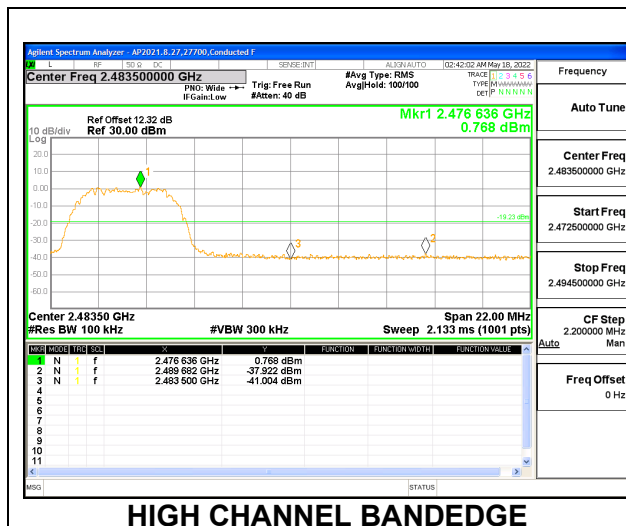 Agilent Spectrum Analyzer - AP2021.8.27,27700,Conducted F
L RF 50 Ω DC SENSE:INT ALIGN AUTO 02:42:02 AM May 18, 2022
Center Freq 2.483500000 GHz
#Avg Type: RMS
TRACE 1 2 3 4 5 6
PNO: Wide Trig: Free Run Avg|Hold: 100/100 TYPE M
IFGain:Low #Atten: 40 dB DET P N N N N N
Frequency
Auto Tune
Center Freq
2.483500000 GHz
Start Freq
2.472500000 GHz
Stop Freq
2.494500000 GHz
CF Step
2.200000 MHz
Auto Man
Freq Offset
0 Hz
Mkr1 2.476 636 GHz
0.768 dBm
Ref Offset 12.32 dB
10 dB/div Ref 30.00 dBm
Log
20.0
10.0
0.00
-10.0
-20.0
-30.0
-40.0
-50.0
-60.0
1
-19.23 dBm
3
Center 2.48350 GHz Span 22.00 MHz
#Res BW 100 kHz #VBW 300 kHz Sweep 2.133 ms (1001 pts)
MKR MODE TRC SCL X Y FUNCTION FUNCTION WIDTH FUNCTION VALUE
1 N 1 f 2.476 636 GHz 0.768 dBm
2 N 1 f 2.489 682 GHz -37.922 dBm
3 N 1 f 2.483 500 GHz -41.004 dBm
4
5
6
7
8
9
10
11
MSG STATUS
HIGH CHANNEL BANDEDGE